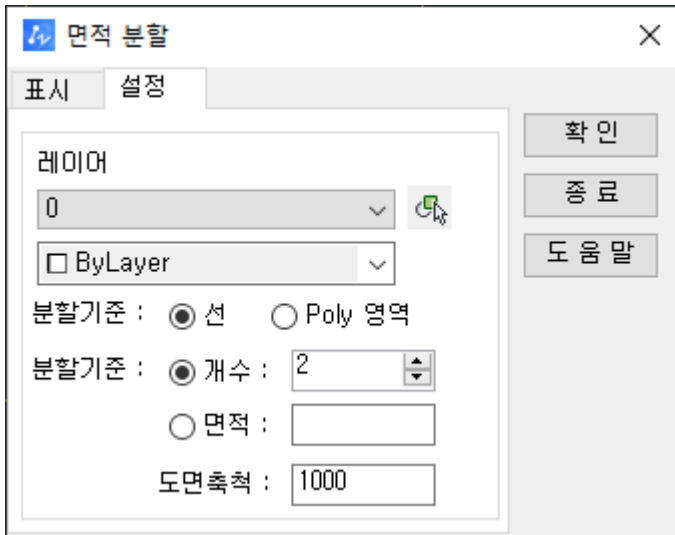 면적 분할
표시 설정
레이어
0
ByLayer
분할기준 : 선 Poly 영역
분할기준 : 개수 : 2
면적 :
도면축척 : 1000
확 인
종 료
도 움 말